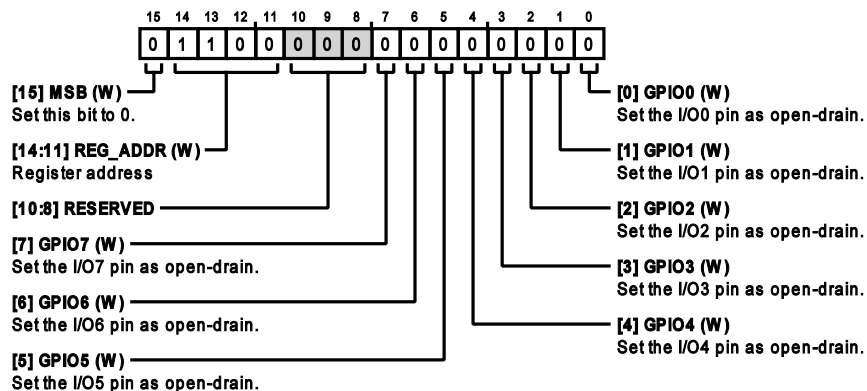 15 14 13 12 11 10 9 8 7 6 5 4 3 2 1 0
0 1 1 0 0 0 0 0 0 0 0 0 0 0 0 0
[15] MSB (W)
Set this bit to 0.
[14:11] REG_ADDR (W)
Register address
[10:8] RESERVED
[7] GPIO7 (W)
Set the I/O7 pin as open-drain.
[6] GPIO6 (W)
Set the I/O6 pin as open-drain.
[5] GPIO5 (W)
Set the I/O5 pin as open-drain.
[0] GPIO0 (W)
Set the I/O0 pin as open-drain.
[1] GPIO1 (W)
Set the I/O1 pin as open-drain.
[2] GPIO2 (W)
Set the I/O2 pin as open-drain.
[3] GPIO3 (W)
Set the I/O3 pin as open-drain.
[4] GPIO4 (W)
Set the I/O4 pin as open-drain.